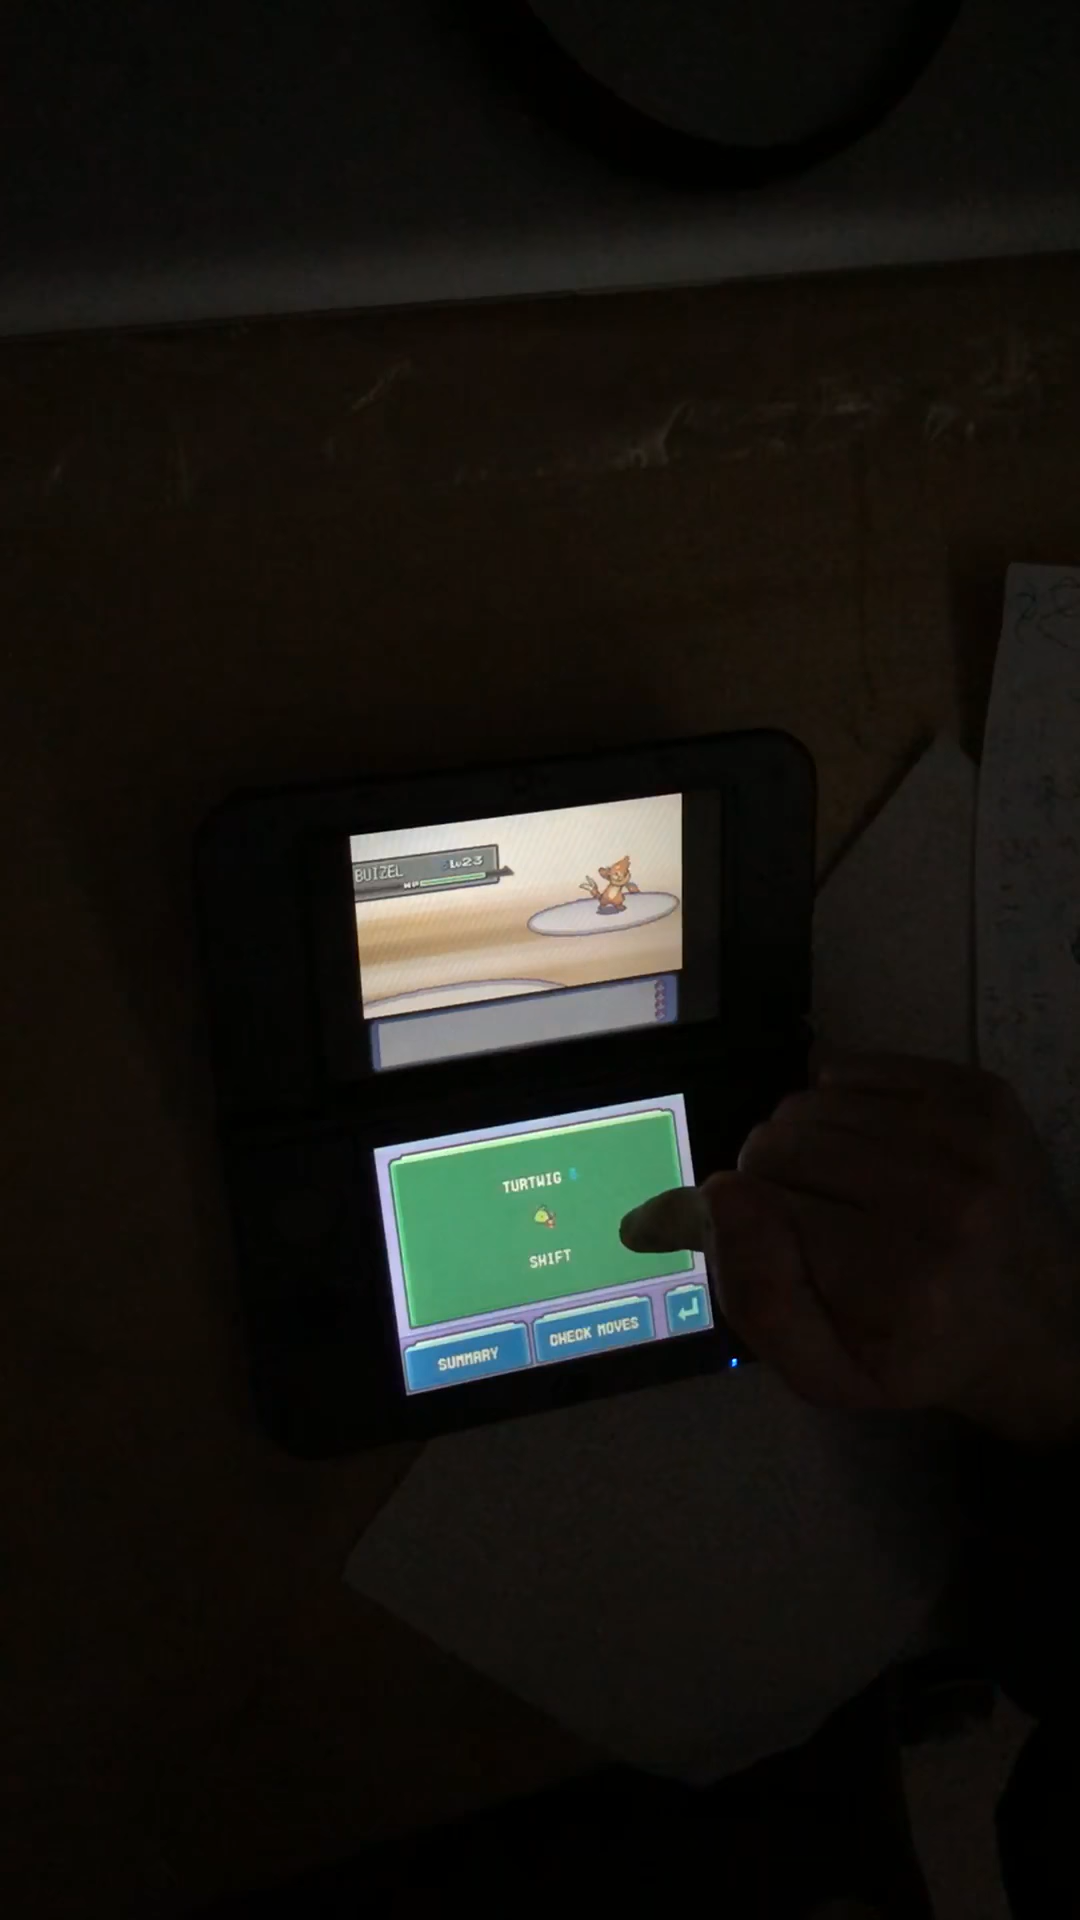 BUIZEL ♂Lv23
HP
TURTWIG ♂
SHIFT
SUMMARY
CHECK MOVES